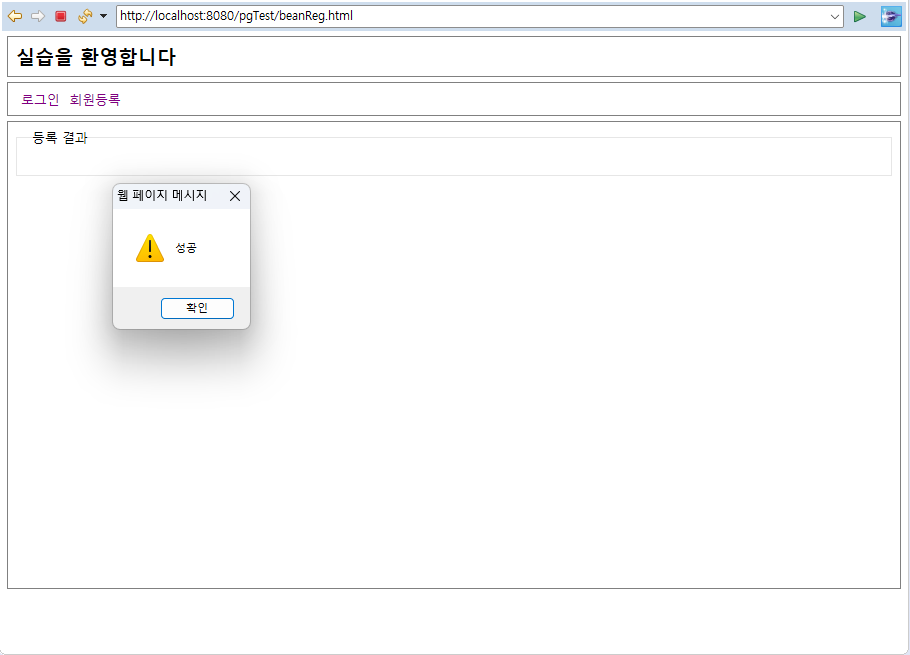 http://localhost:8080/pgTest/beanReg.html
실습을 환영합니다
로그인 회원등록
등록 결과
웹 페이지 메시지
성공
확인